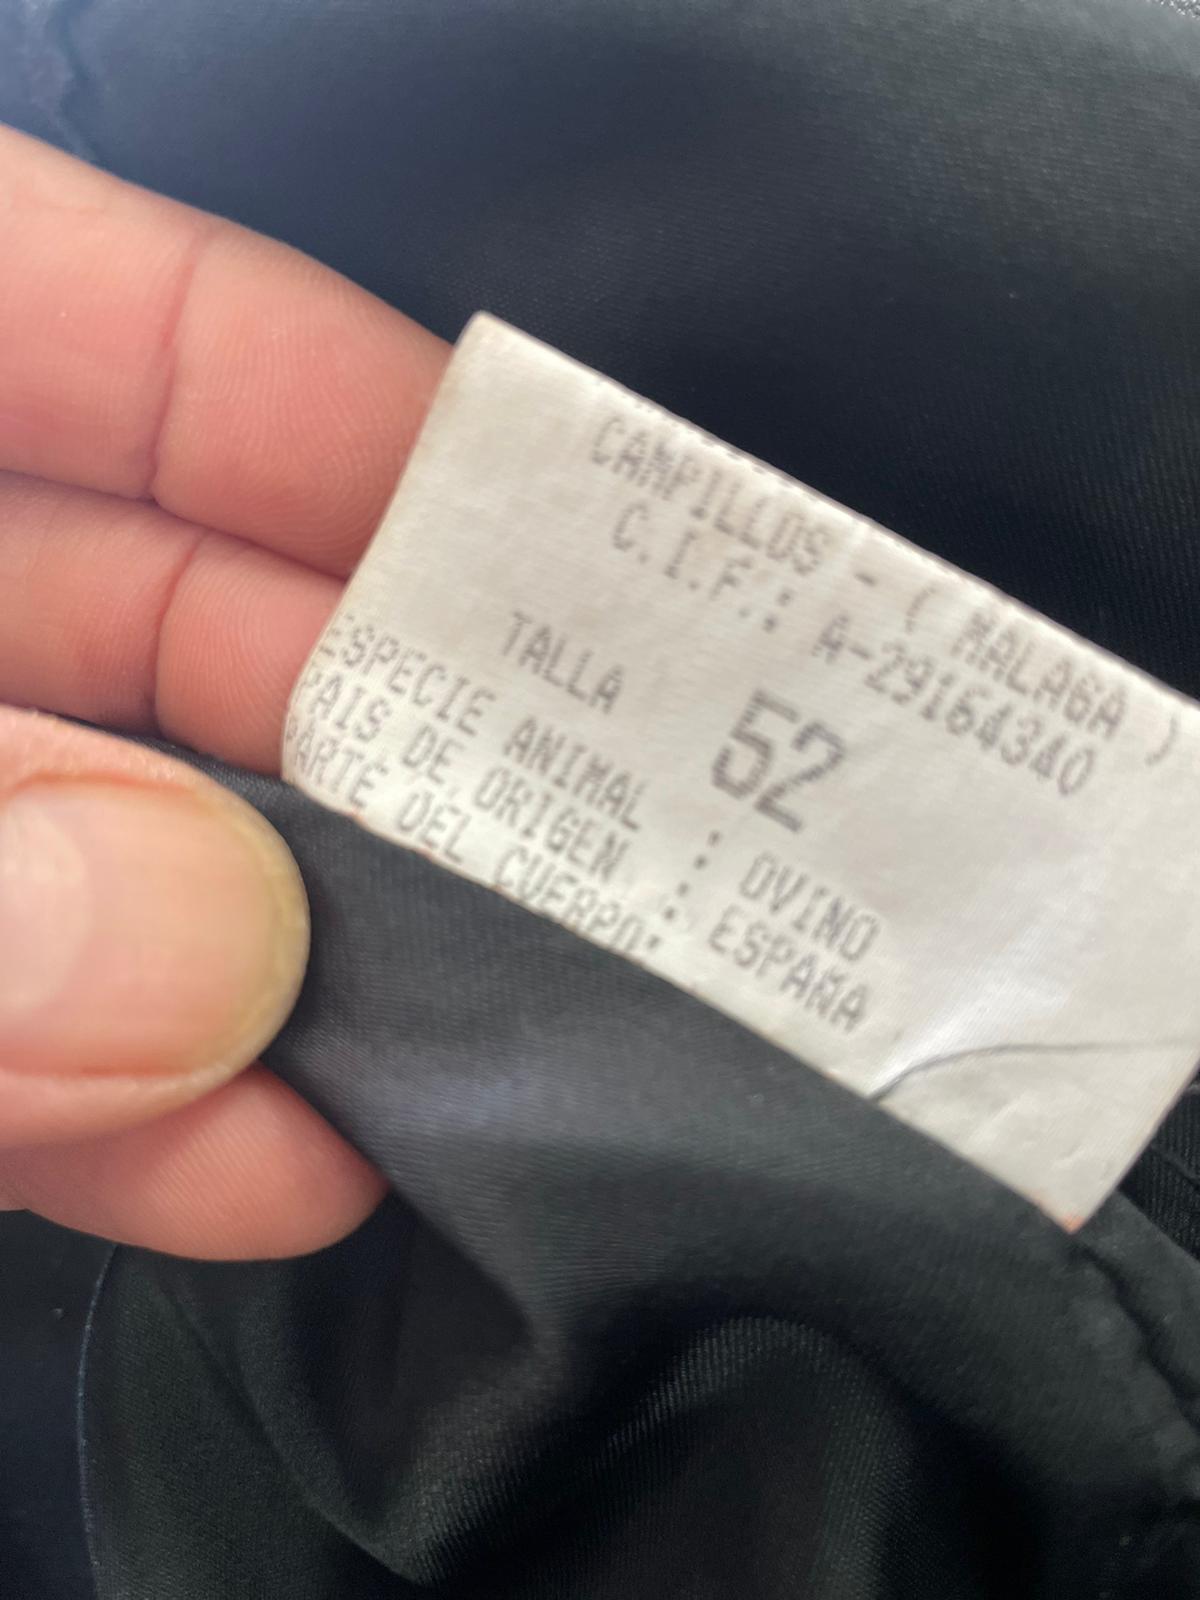 CAMPILLOS - ( MALAGA )
C.I.F.: A-29164340
TALLA 52
ESPECIE ANIMAL : OVINO
PAIS DE ORIGEN : ESPAÑA
PARTE DEL CUERPO: